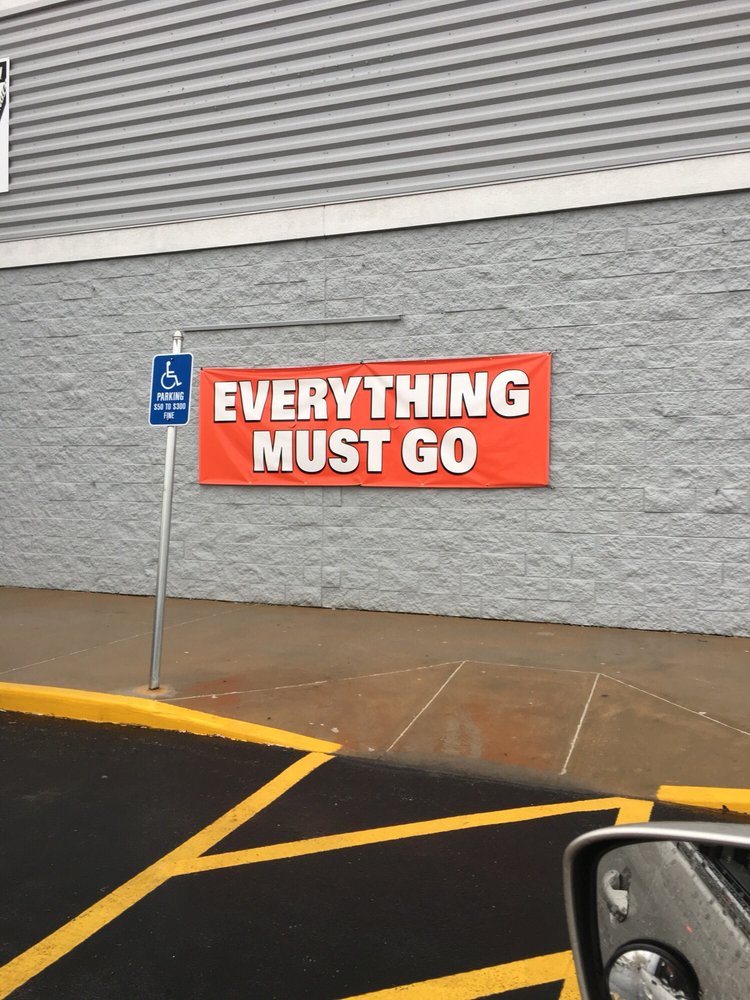 PARKING
$50 TO $300
FINE
EVERYTHING
MUST GO